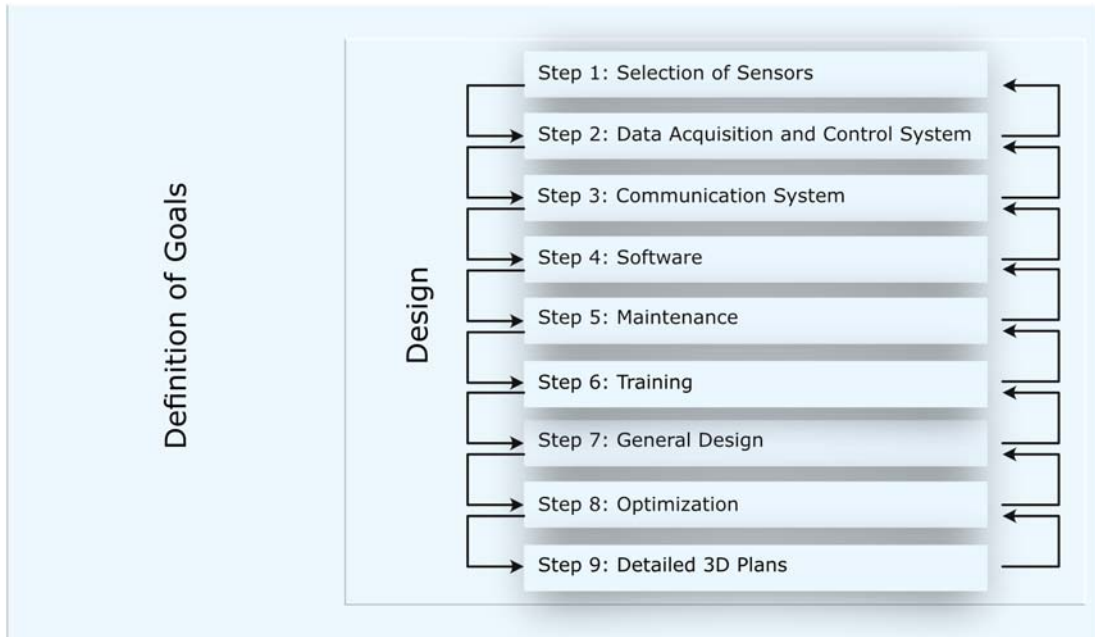 Definition of Goals
Design
Step 1: Selection of Sensors
Step 2: Data Acquisition and Control System
Step 3: Communication System
Step 4: Software
Step 5: Maintenance
Step 6: Training
Step 7: General Design
Step 8: Optimization
Step 9: Detailed 3D Plans